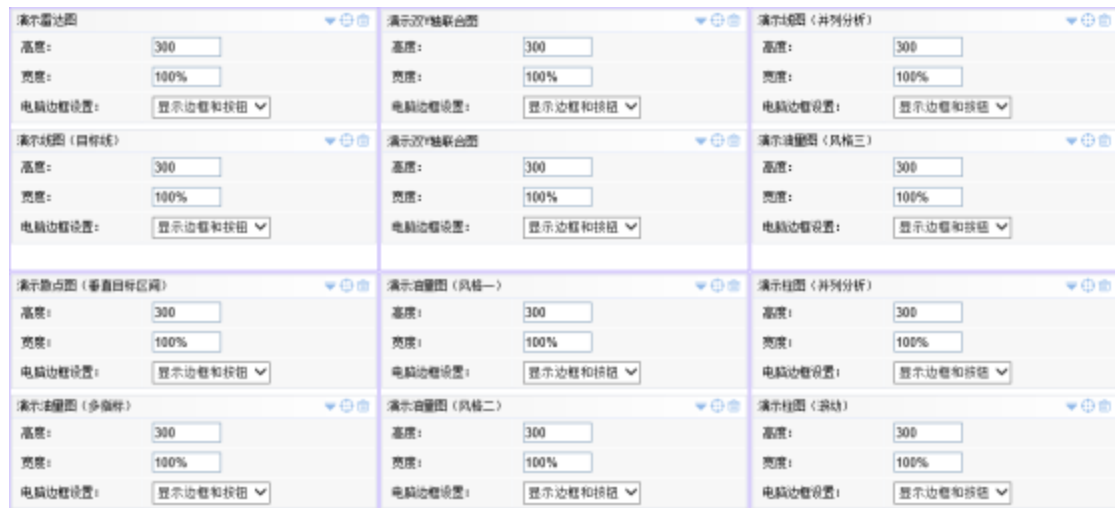 演示雷达图
高度：
300
宽度：
100%
电脑边框设置：
显示边框和按钮
演示双Y轴联合图
高度：
300
宽度：
100%
电脑边框设置：
显示边框和按钮
演示线图（并列分析）
高度：
300
宽度：
100%
电脑边框设置：
显示边框和按钮
演示线图（目标线）
高度：
300
宽度：
100%
电脑边框设置：
显示边框和按钮
演示双Y轴联合图
高度：
300
宽度：
100%
电脑边框设置：
显示边框和按钮
演示油量图（风格三）
高度：
300
宽度：
100%
电脑边框设置：
显示边框和按钮
演示散点图（垂直目标区间）
高度：
300
宽度：
100%
电脑边框设置：
显示边框和按钮
演示油量图（风格一）
高度：
300
宽度：
100%
电脑边框设置：
显示边框和按钮
演示柱图（并列分析）
高度：
300
宽度：
100%
电脑边框设置：
显示边框和按钮
演示油量图（多指标）
高度：
300
宽度：
100%
电脑边框设置：
显示边框和按钮
演示油量图（风格二）
高度：
300
宽度：
100%
电脑边框设置：
显示边框和按钮
演示柱图（滚动）
高度：
300
宽度：
100%
电脑边框设置：
显示边框和按钮